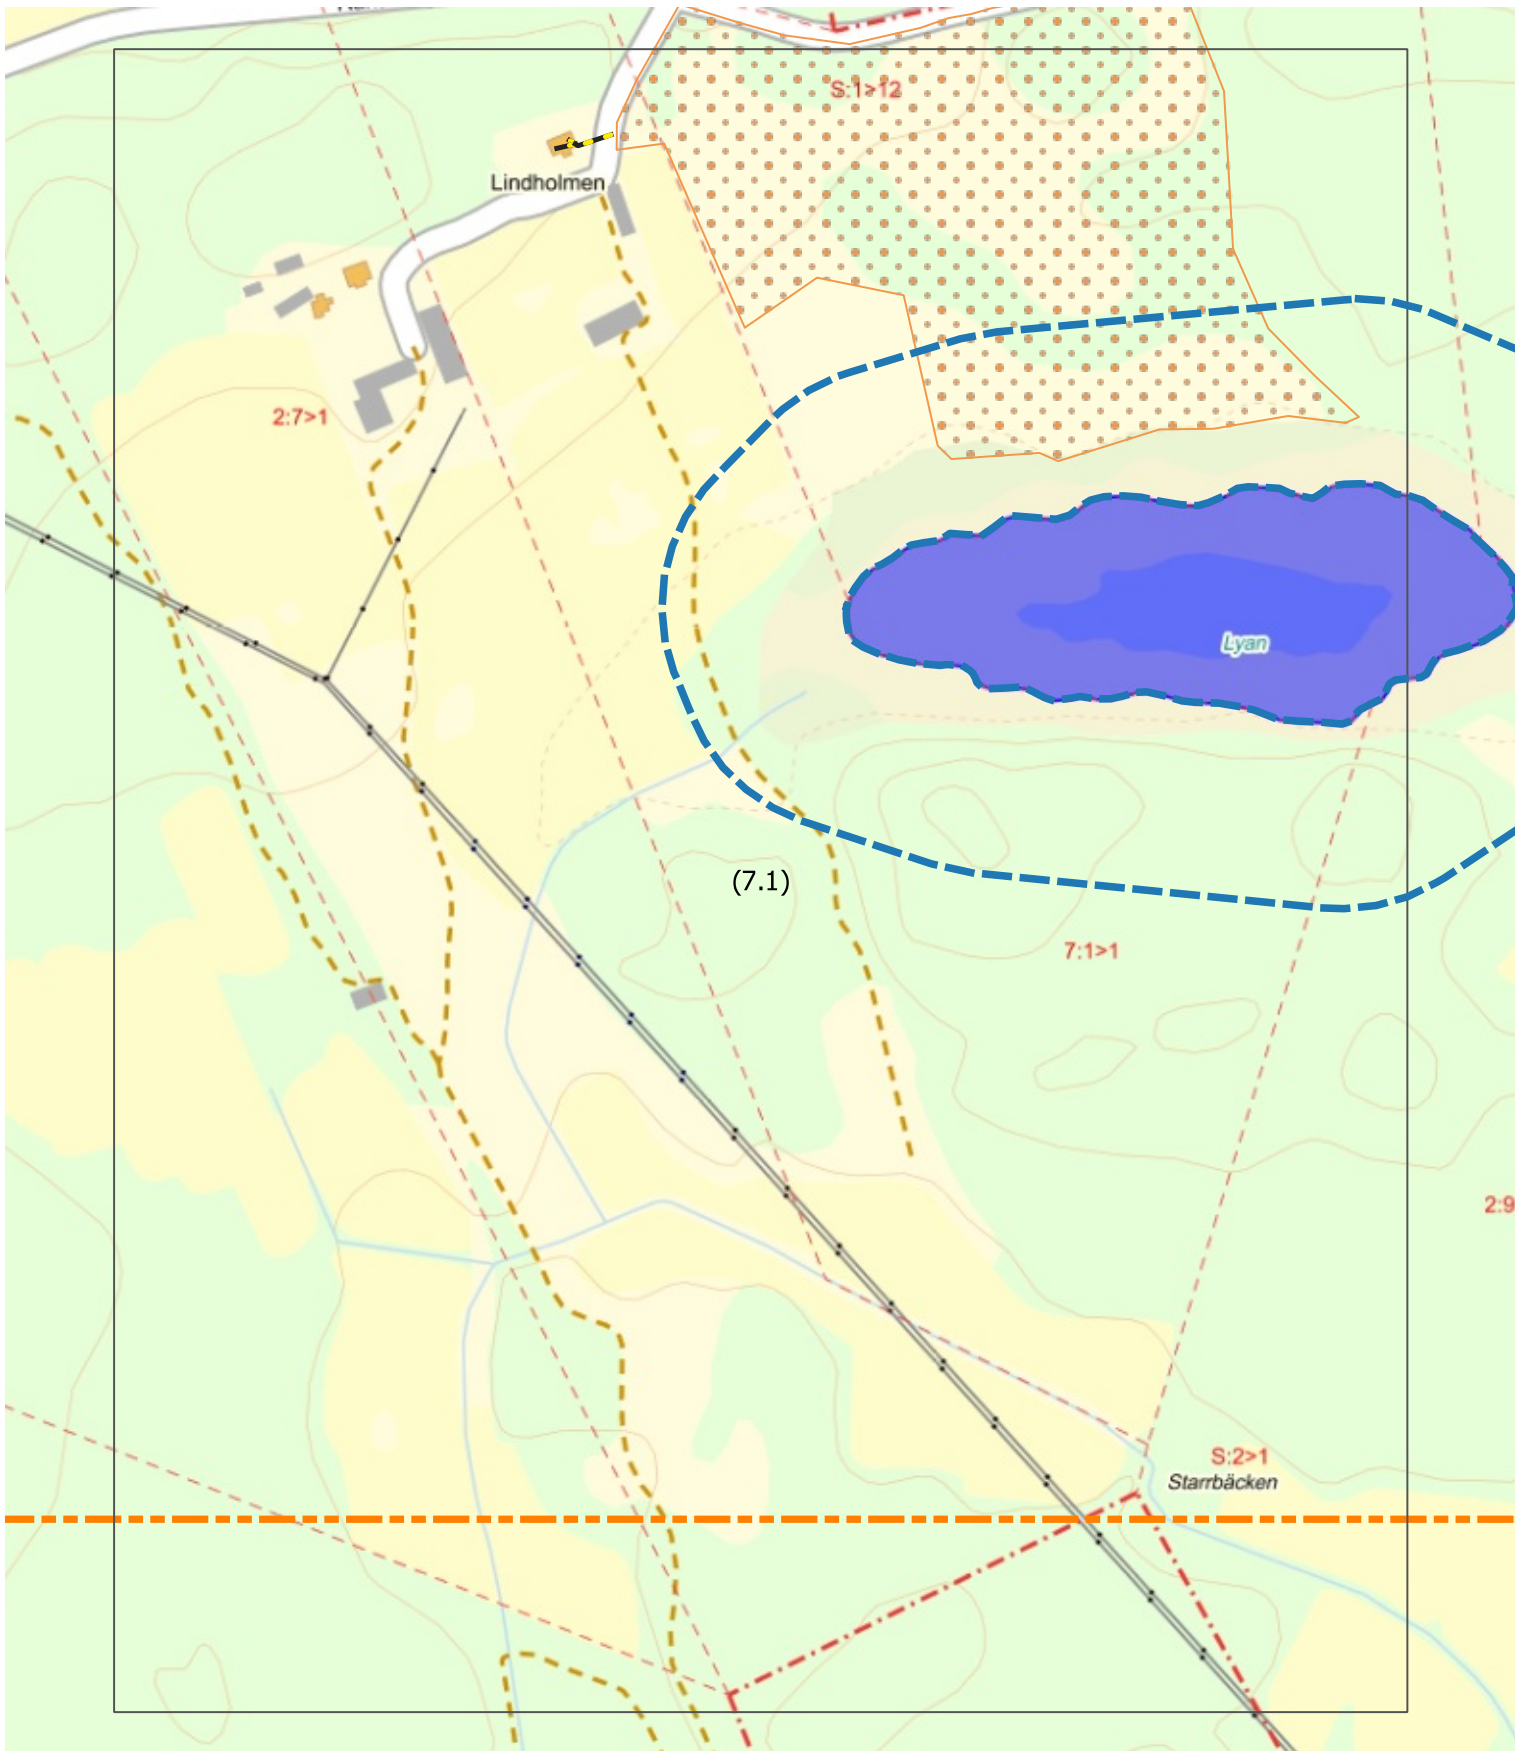 S:1>12
Lindholmen
2:7>1
Lyan
(7.1)
7:1>1
2:9
S:2>1
Starrbäcken